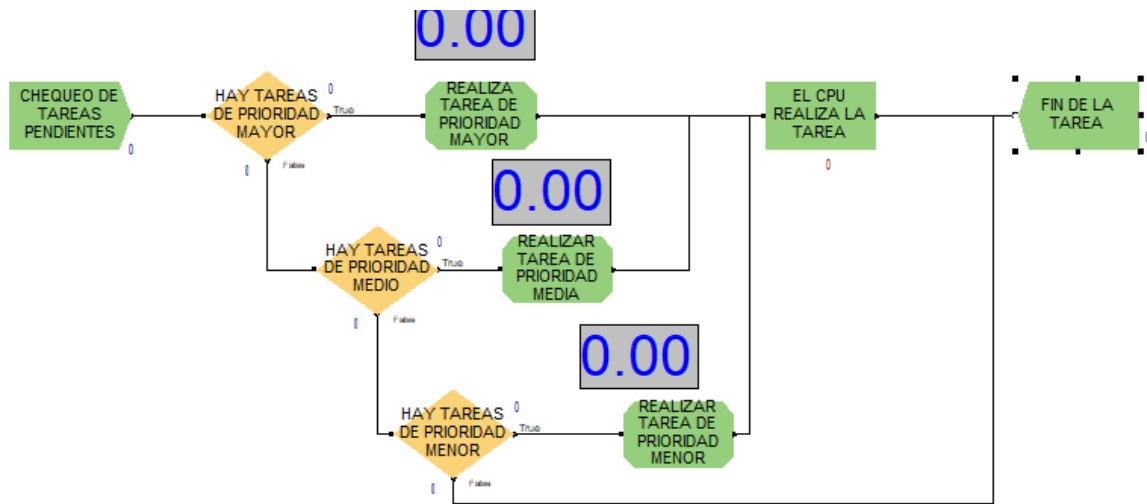 0.00
CHEQUEO DE
TAREAS
PENDIENTES
0
HAY TAREAS
DE PRIORIDAD
MAYOR
0
True
0
False
REALIZA
TAREA DE
PRIORIDAD
MAYOR
EL CPU
REALIZA LA
TAREA
0
FIN DE LA
TAREA
0.00
HAY TAREAS
DE PRIORIDAD
MEDIO
0
True
0
False
REALIZAR
TAREA DE
PRIORIDAD
MEDIA
0.00
HAY TAREAS
DE PRIORIDAD
MENOR
0
True
0
False
REALIZAR
TAREA DE
PRIORIDAD
MENOR